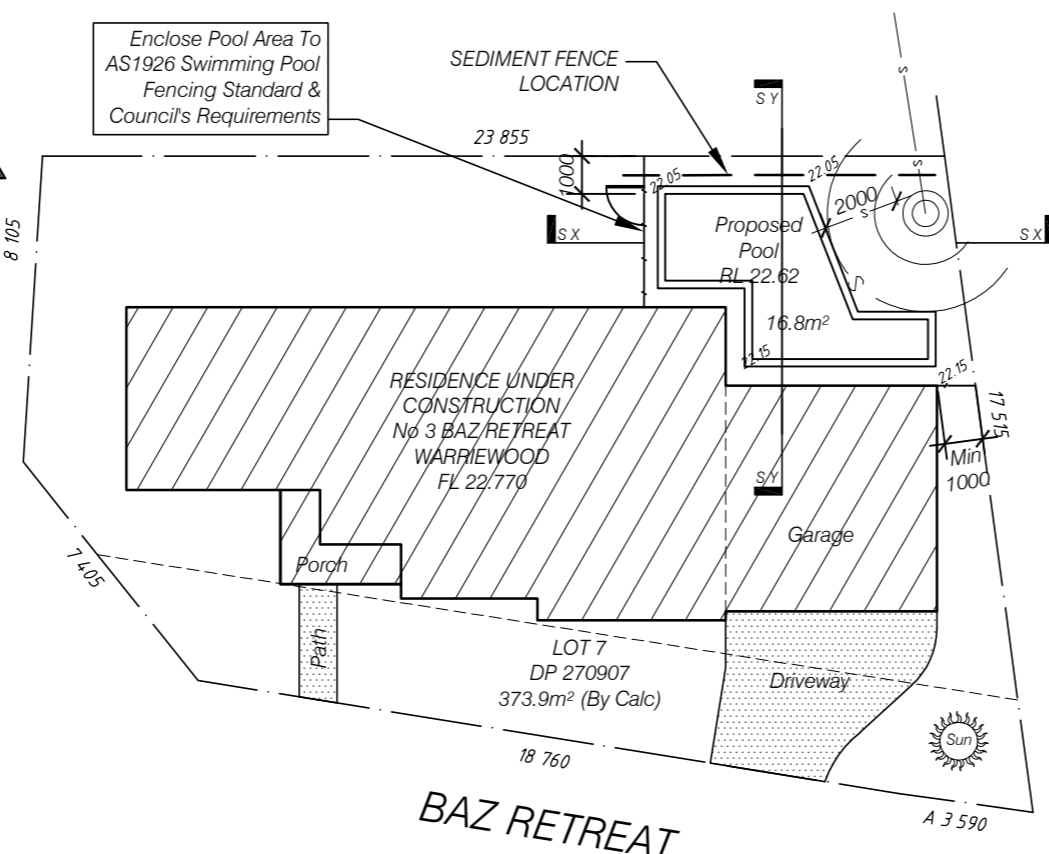 Enclose Pool Area To
AS1926 Swimming Pool
Fencing Standard &
Council's Requirements
SEDIMENT FENCE
LOCATION
S Y
s
23 855
1000
22.05
22.05
s
2000
s
8 105
S X
S X
Proposed
Pool
RL 22.62
S
16.8m²
22.15
22.15
17 515
RESIDENCE UNDER
CONSTRUCTION
No 3 BAZ RETREAT
WARRIEWOOD
FL 22.770
Min
1000
S Y
Garage
7 405
Porch
Path
LOT 7
DP 270907
373.9m² (By Calc)
Driveway
Sun
18 760
A 3 590
BAZ RETREAT